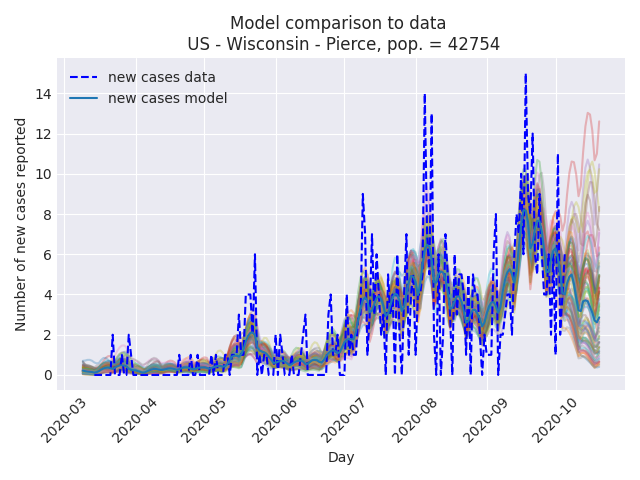 Model comparison to data
US - Wisconsin - Pierce, pop. = 42754
new cases data
new cases model
Number of new cases reported
14
12
10
8
6
4
2
0
2020-03
2020-04
2020-05
2020-06
2020-07
2020-08
2020-09
2020-10
Day